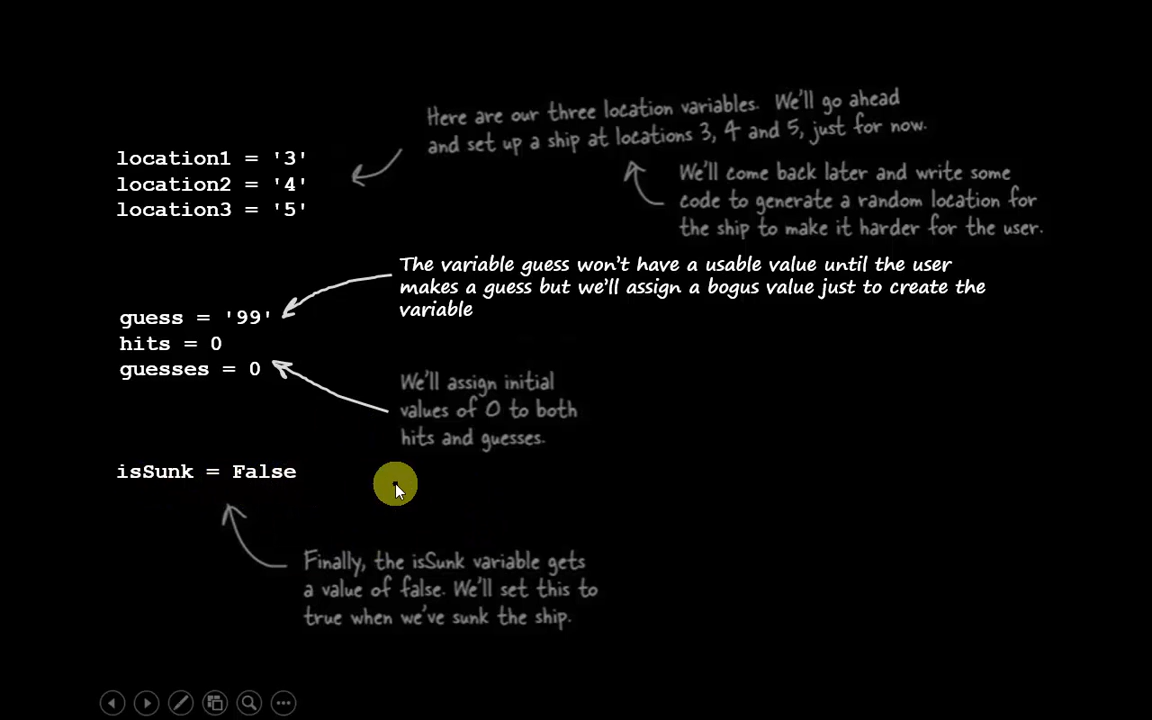 Here are our three location variables. We'll go ahead
and set up a ship at locations 3, 4 and 5, just for now.
location1 = '3'
location2 = '4'
location3 = '5'
We'll come back later and write some
code to generate a random location for
the ship to make it harder for the user.
The variable guess won't have a usable value until the user
makes a guess but we'll assign a bogus value just to create the
variable
guess = '99'
hits = 0
guesses = 0
We'll assign initial
values of 0 to both
hits and guesses.
isSunk = False
Finally, the isSunk variable gets
a value of false. We'll set this to
true when we've sunk the ship.